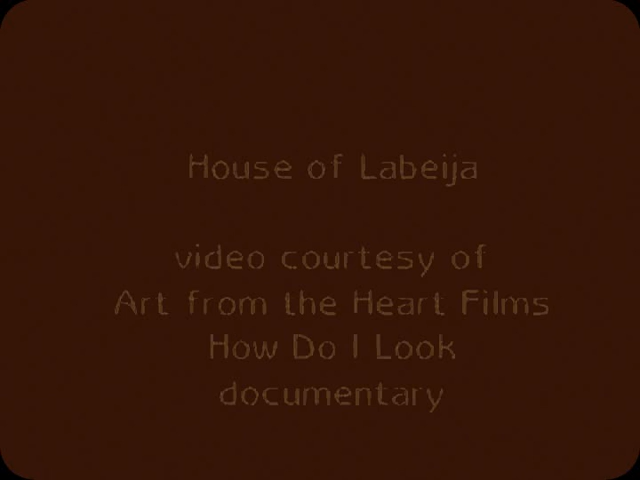 House of Labeija
video courtesy of
Art from the Heart Films
How Do I Look
documentary